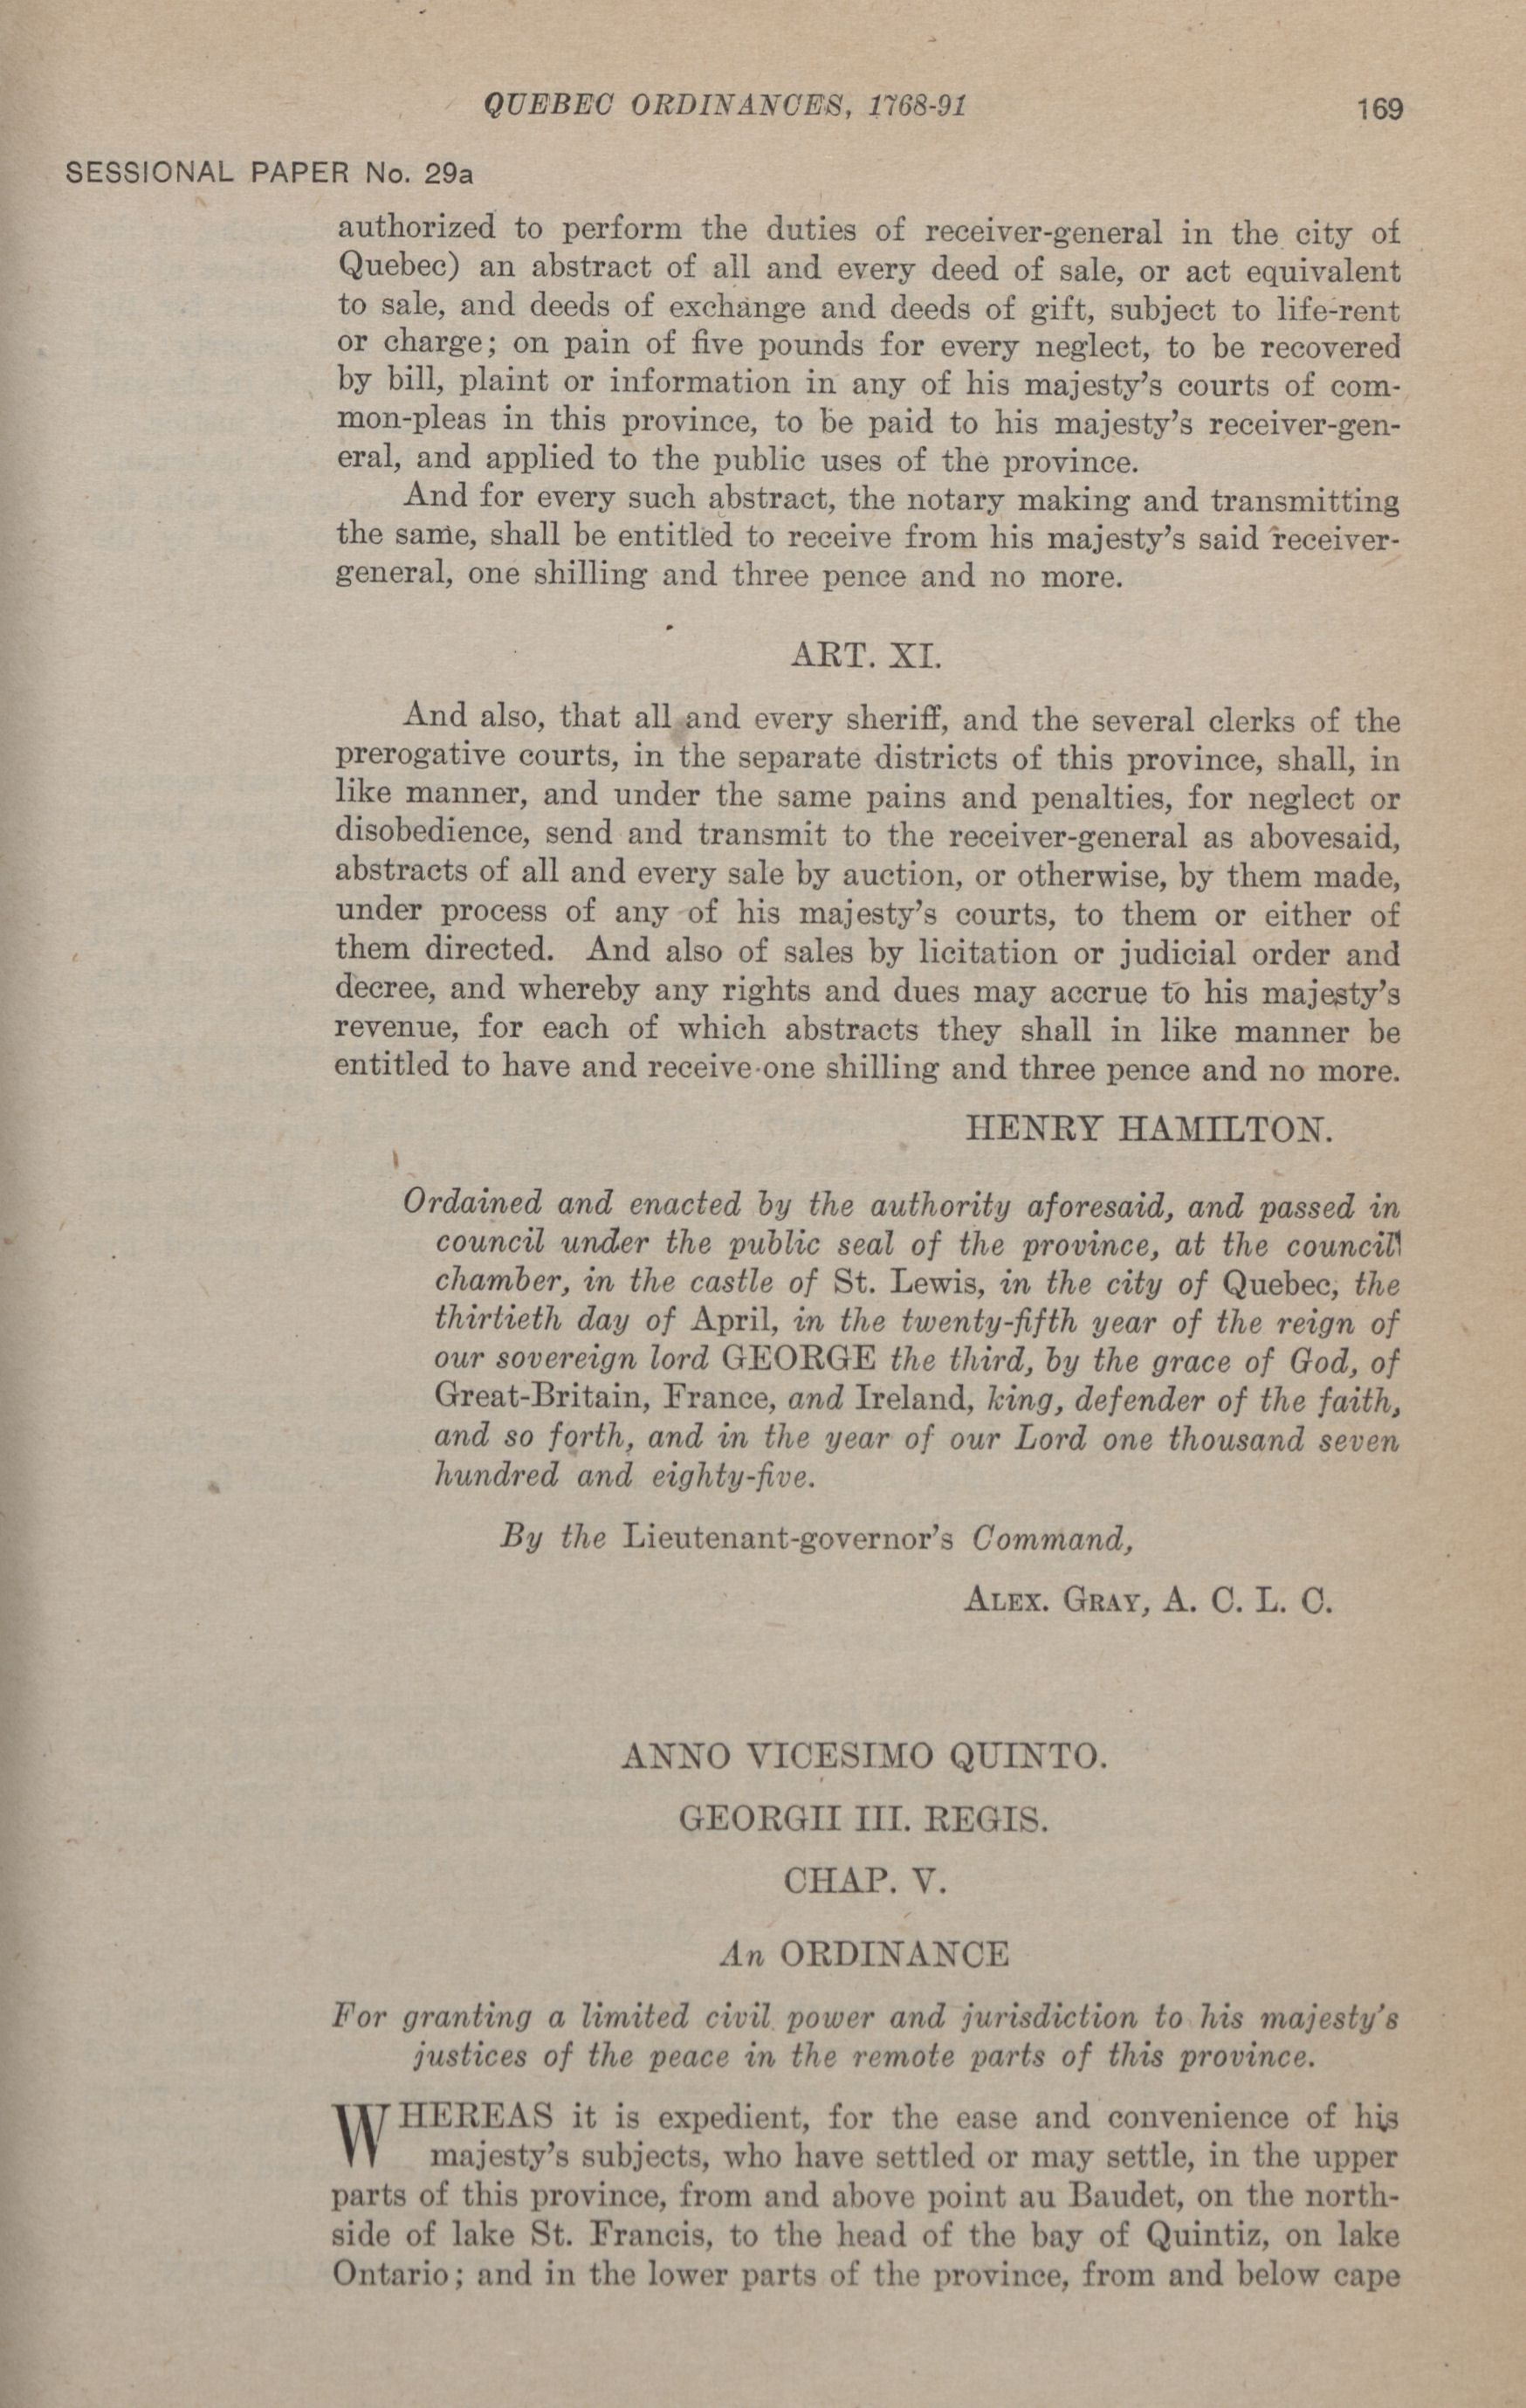 QUEBEC ORDINANCES, 1768-91 169
SESSIONAL PAPER No. 29a
authorized to perform the duties of receiver-general in the city of
Quebec) an abstract of all and every deed of sale, or act equivalent
to sale, and deeds of exchange and deeds of gift, subject to life-rent
or charge; on pain of five pounds for every neglect, to be recovered
by bill, plaint or information in any of his majesty's courts of com-
mon-pleas in this province, to be paid to his majesty's receiver-gen-
eral, and applied to the public uses of the province.
And for every such abstract, the notary making and transmitting
the same, shall be entitled to receive from his majesty's said receiver-
general, one shilling and three pence and no more.
ART. XI.
And also, that all and every sheriff, and the several clerks of the
prerogative courts, in the separate districts of this province, shall, in
like manner, and under the same pains and penalties, for neglect or
disobedience, send and transmit to the receiver-general as abovesaid,
abstracts of all and every sale by auction, or otherwise, by them made,
under process of any of his majesty's courts, to them or either of
them directed. And also of sales by licitation or judicial order and
decree, and whereby any rights and dues may accrue to his majesty's
revenue, for each of which abstracts they shall in like manner be
entitled to have and receive one shilling and three pence and no more.
HENRY HAMILTON.
Ordained and enacted by the authority aforesaid, and passed in
council under the public seal of the province, at the council
chamber, in the castle of St. Lewis, in the city of Quebec, the
thirtieth day of April, in the twenty-fifth year of the reign of
our sovereign lord GEORGE the third, by the grace of God, of
Great-Britain, France, and Ireland, king, defender of the faith,
and so forth, and in the year of our Lord one thousand seven
hundred and eighty-five.
By the Lieutenant-governor's Command,
ALEX. GRAY, A. C. L. C.
ANNO VICESIMO QUINTO.
GEORGII III. REGIS.
CHAP. V.
An ORDINANCE
For granting a limited civil power and jurisdiction to his majesty's
justices of the peace in the remote parts of this province.
WHEREAS it is expedient, for the ease and convenience of his
majesty's subjects, who have settled or may settle, in the upper
parts of this province, from and above point au Baudet, on the north-
side of lake St. Francis, to the head of the bay of Quintiz, on lake
Ontario; and in the lower parts of the province, from and below cape